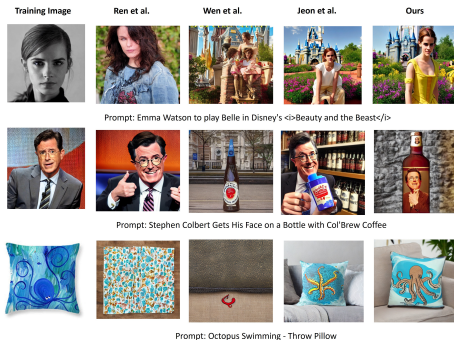 Training Image Ren et al. Wen et al. Jeon et al. Ours
Prompt: Emma Watson to play Belle in Disney's <i>Beauty and the Beast</i>
Prompt: Stephen Colbert Gets His Face on a Bottle with Col'Brew Coffee
Prompt: Octopus Swimming - Throw Pillow